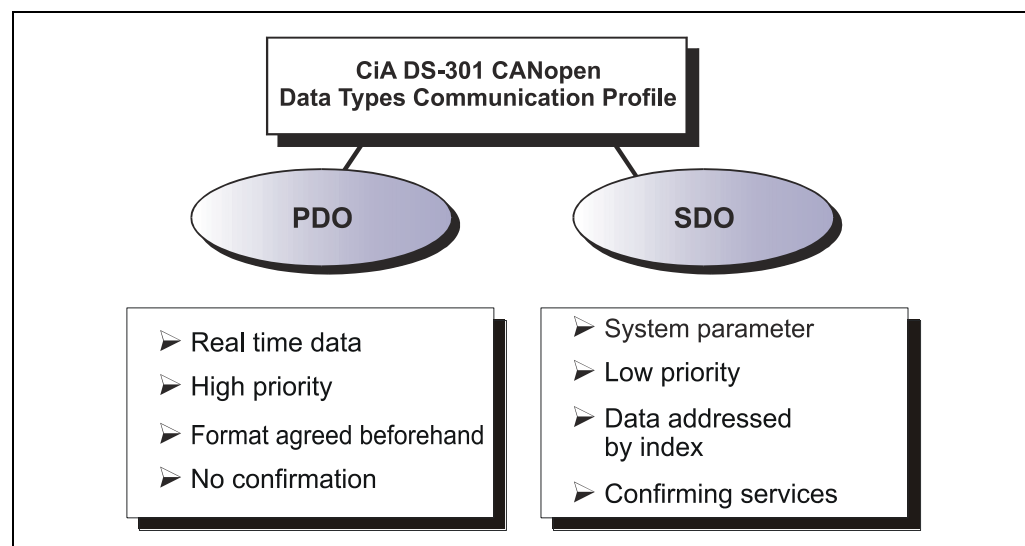 CiA DS-301 CANopen
Data Types Communication Profile
PDO
SDO
➢ Real time data
➢ High priority
➢ Format agreed beforehand
➢ No confirmation
➢ System parameter
➢ Low priority
➢ Data addressed
by index
➢ Confirming services